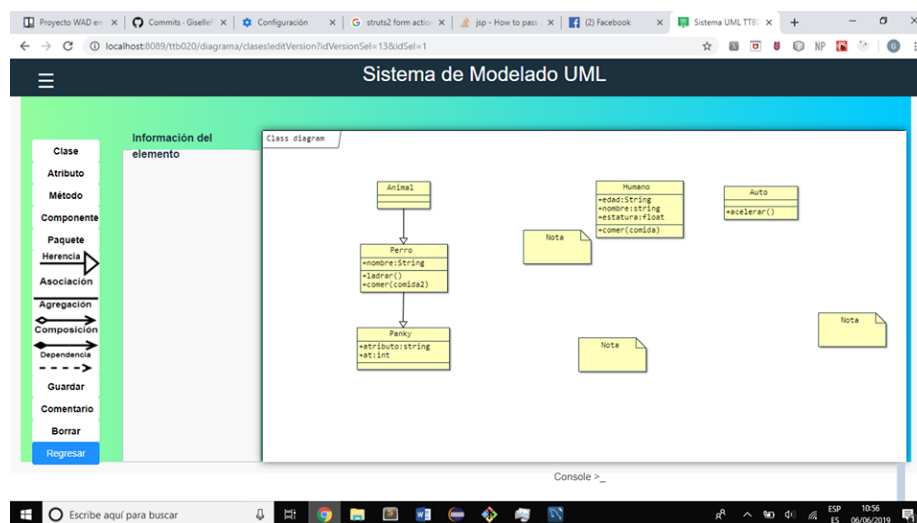 Proyecto WAD en
Commits - Giselle
Configuración
struts2 form action
jsp - How to pass
(2) Facebook
Sistema UML TTB
localhost:8089/ttb020/diagrama/clases!editVersion?idVersionSel=13&idSel=1
NP
G
Sistema de Modelado UML
Clase
Atributo
Método
Componente
Paquete
Herencia
Asociación
Agregación
Composición
Dependencia
Guardar
Comentario
Borrar
Regresar
Información del
elemento
Class diagram
Animal
Perro
+nombre:String
+ladrar()
+comer(comida2)
Panky
+atributo:string
+at:int
Humano
+edad:String
+nombre:string
+estatura:float
+comer(comida)
Auto
+acelerar()
Nota
Nota
Nota
Console >_
Escribe aquí para buscar
ESP
ES
10:56
06/06/2019